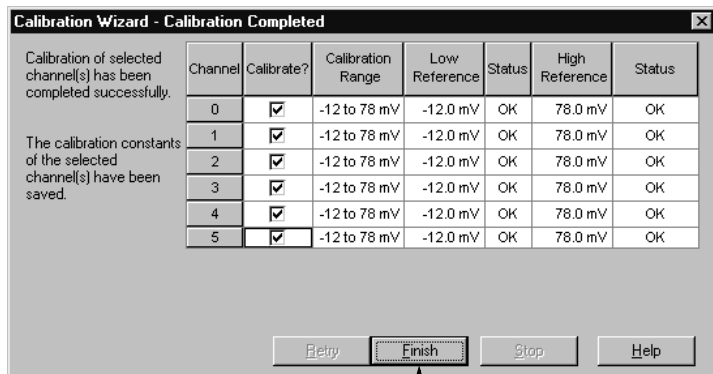 Calibration Wizard - Calibration Completed
Calibration of selected
channel(s) has been
completed successfully.
The calibration constants
of the selected
channel(s) have been
saved.
Channel Calibrate? Calibration Range Low Reference Status High Reference Status
0 -12 to 78 mV -12.0 mV OK 78.0 mV OK
1 -12 to 78 mV -12.0 mV OK 78.0 mV OK
2 -12 to 78 mV -12.0 mV OK 78.0 mV OK
3 -12 to 78 mV -12.0 mV OK 78.0 mV OK
4 -12 to 78 mV -12.0 mV OK 78.0 mV OK
5 -12 to 78 mV -12.0 mV OK 78.0 mV OK
Retry Finish Stop Help